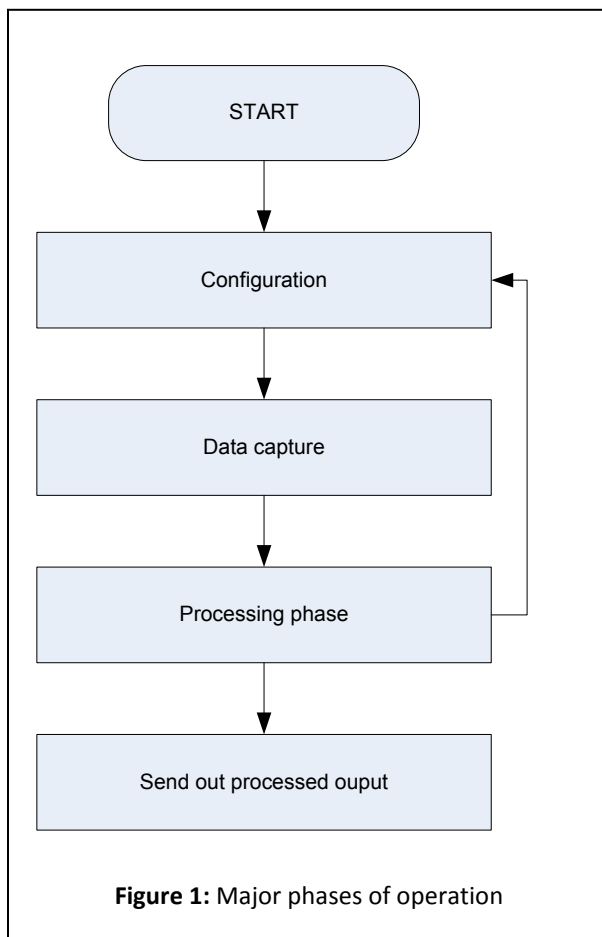 START
Configuration
Data capture
Processing phase
Send out processed ouput
Figure 1: Major phases of operation